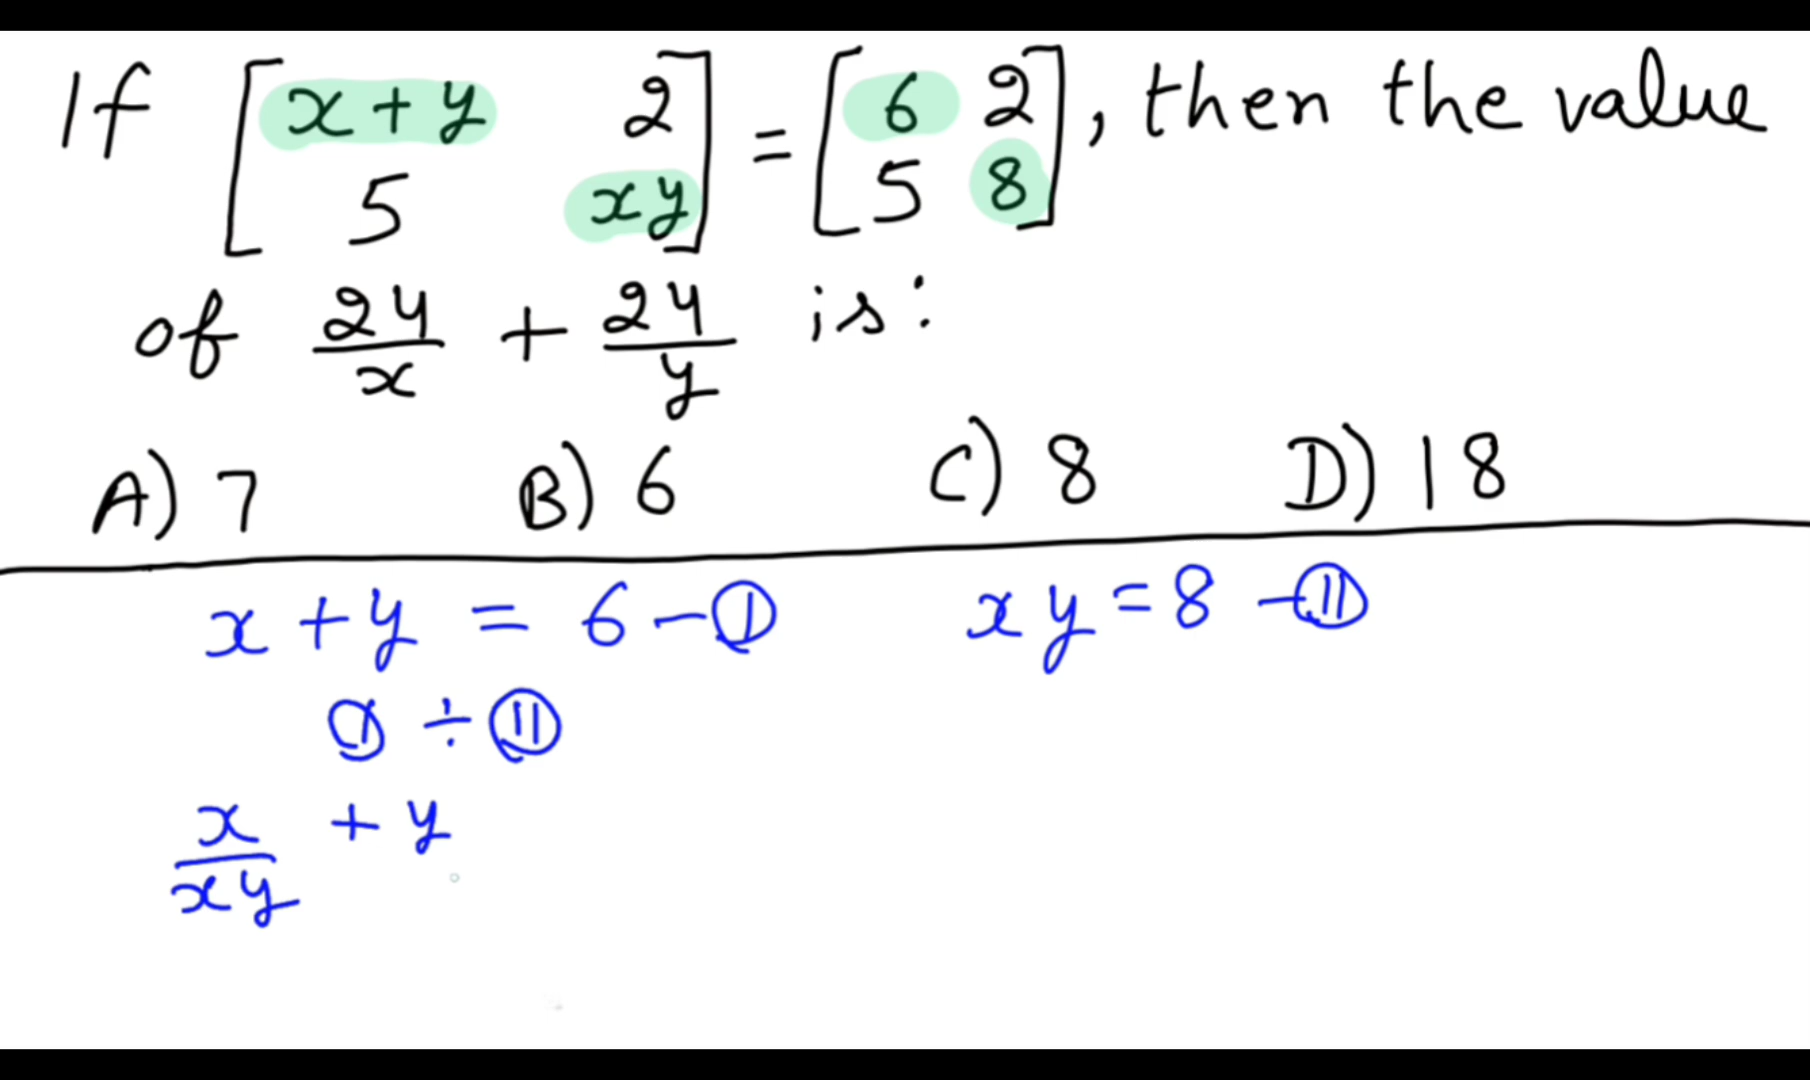 If [x+y 2
5 xy] = [6 2
5 8], then the value
of 24/x + 24/y is:
A) 7 B) 6 C) 8 D) 18
x + y = 6 - Ⓘ xy = 8 - Ⓘⓘ
Ⓘ ÷ Ⓘⓘ
x/xy + y